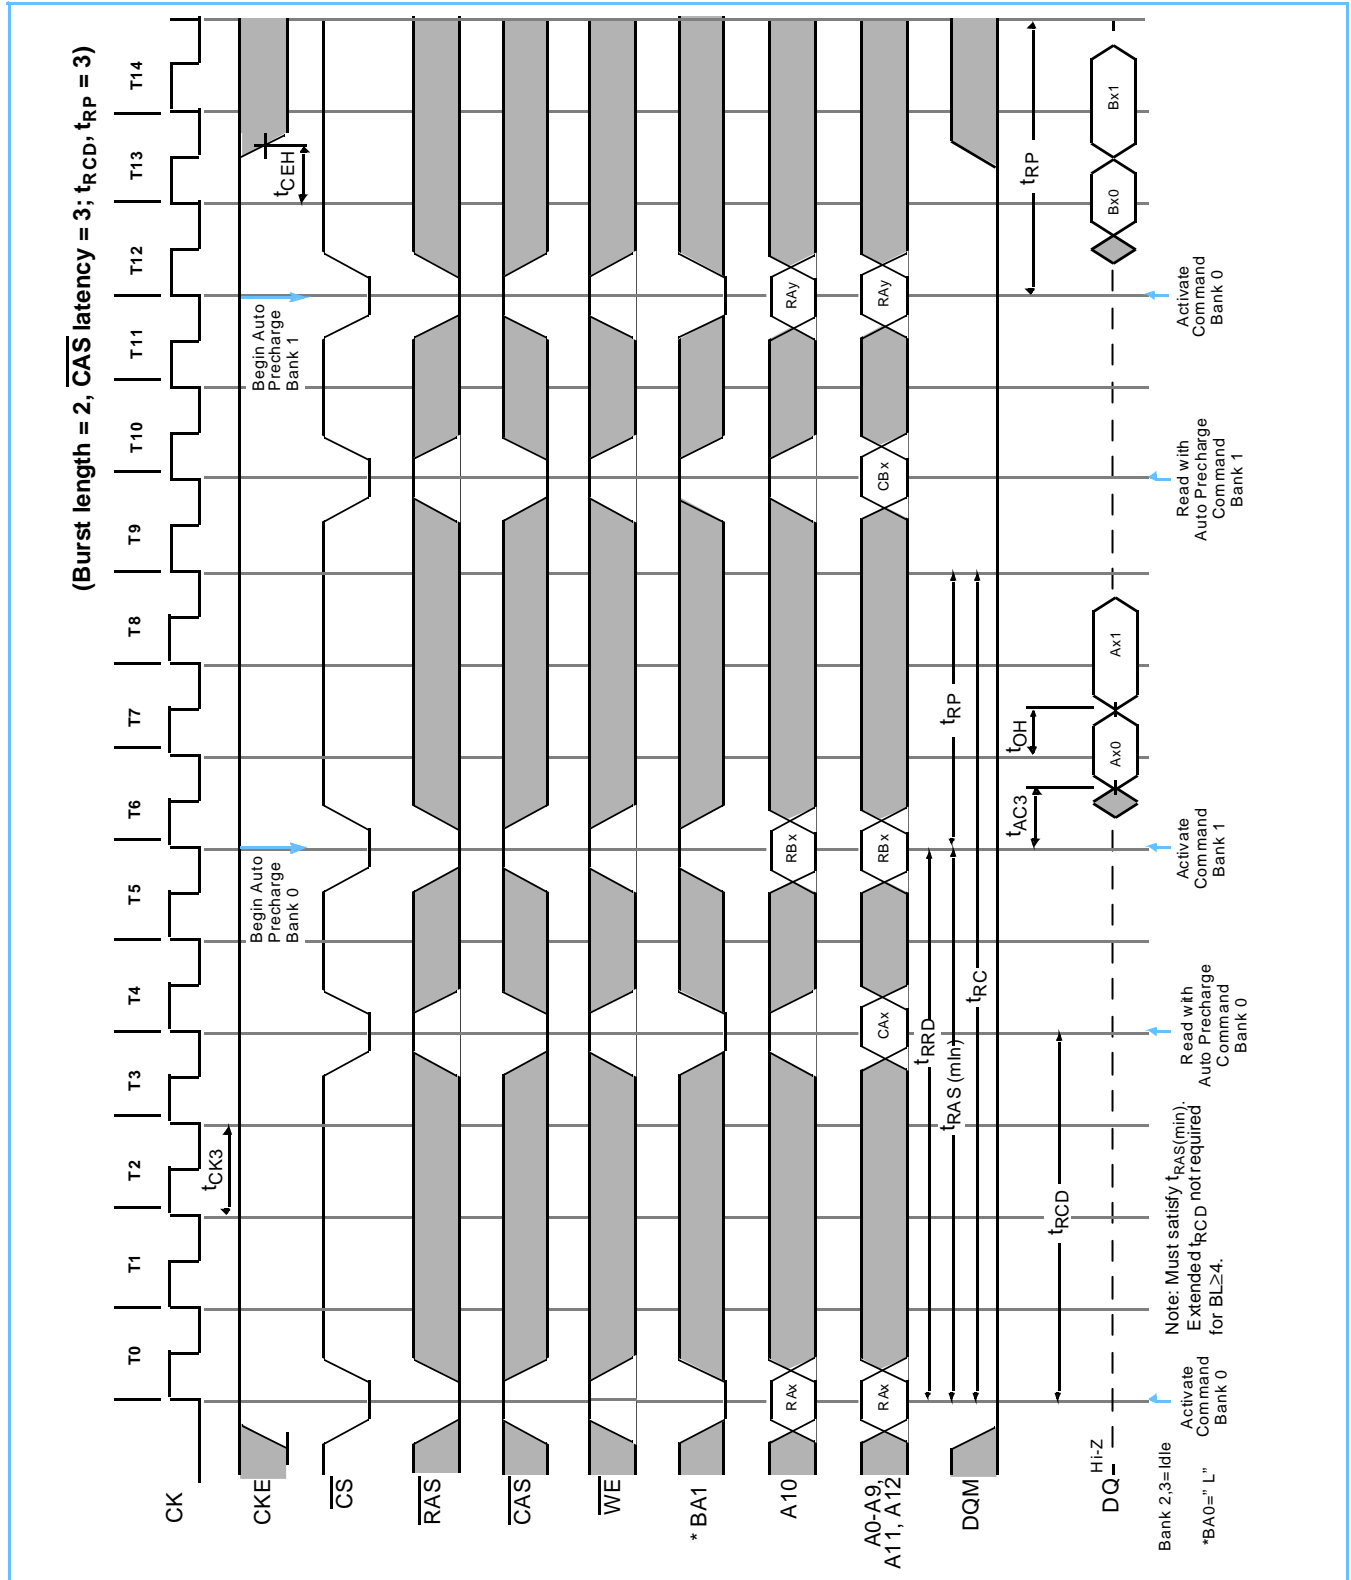 (Burst length = 2, CAS latency = 3; tRCD, tRP = 3)
T0 T1 T2 T3 T4 T5 T6 T7 T8 T9 T10 T11 T12 T13 T14
CK
tCK3
CKE
Begin Auto
Precharge
Bank 0
Begin Auto
Precharge
Bank 1
tCEH
CS
RAS
CAS
WE
* BA1
A10
RAx
RBx
RAy
A0-A9,
A11, A12
RAx
CAx
RBx
CBx
RAy
DQM
tRRD
tRAS (min)
tRP
tRC
tRCD
tAC3
tOH
tRP
DQ
Hi-Z
Ax0
Ax1
Bx0
Bx1
Activate
Command
Bank 0
Note: Must satisfy tRAS(min).
Extended tRCD not required
for BL≥4.
Read with
Auto Precharge
Command
Bank 0
Activate
Command
Bank 1
Read with
Auto Precharge
Command
Bank 1
Activate
Command
Bank 0
Bank 2,3=Idle
*BA0=" L"